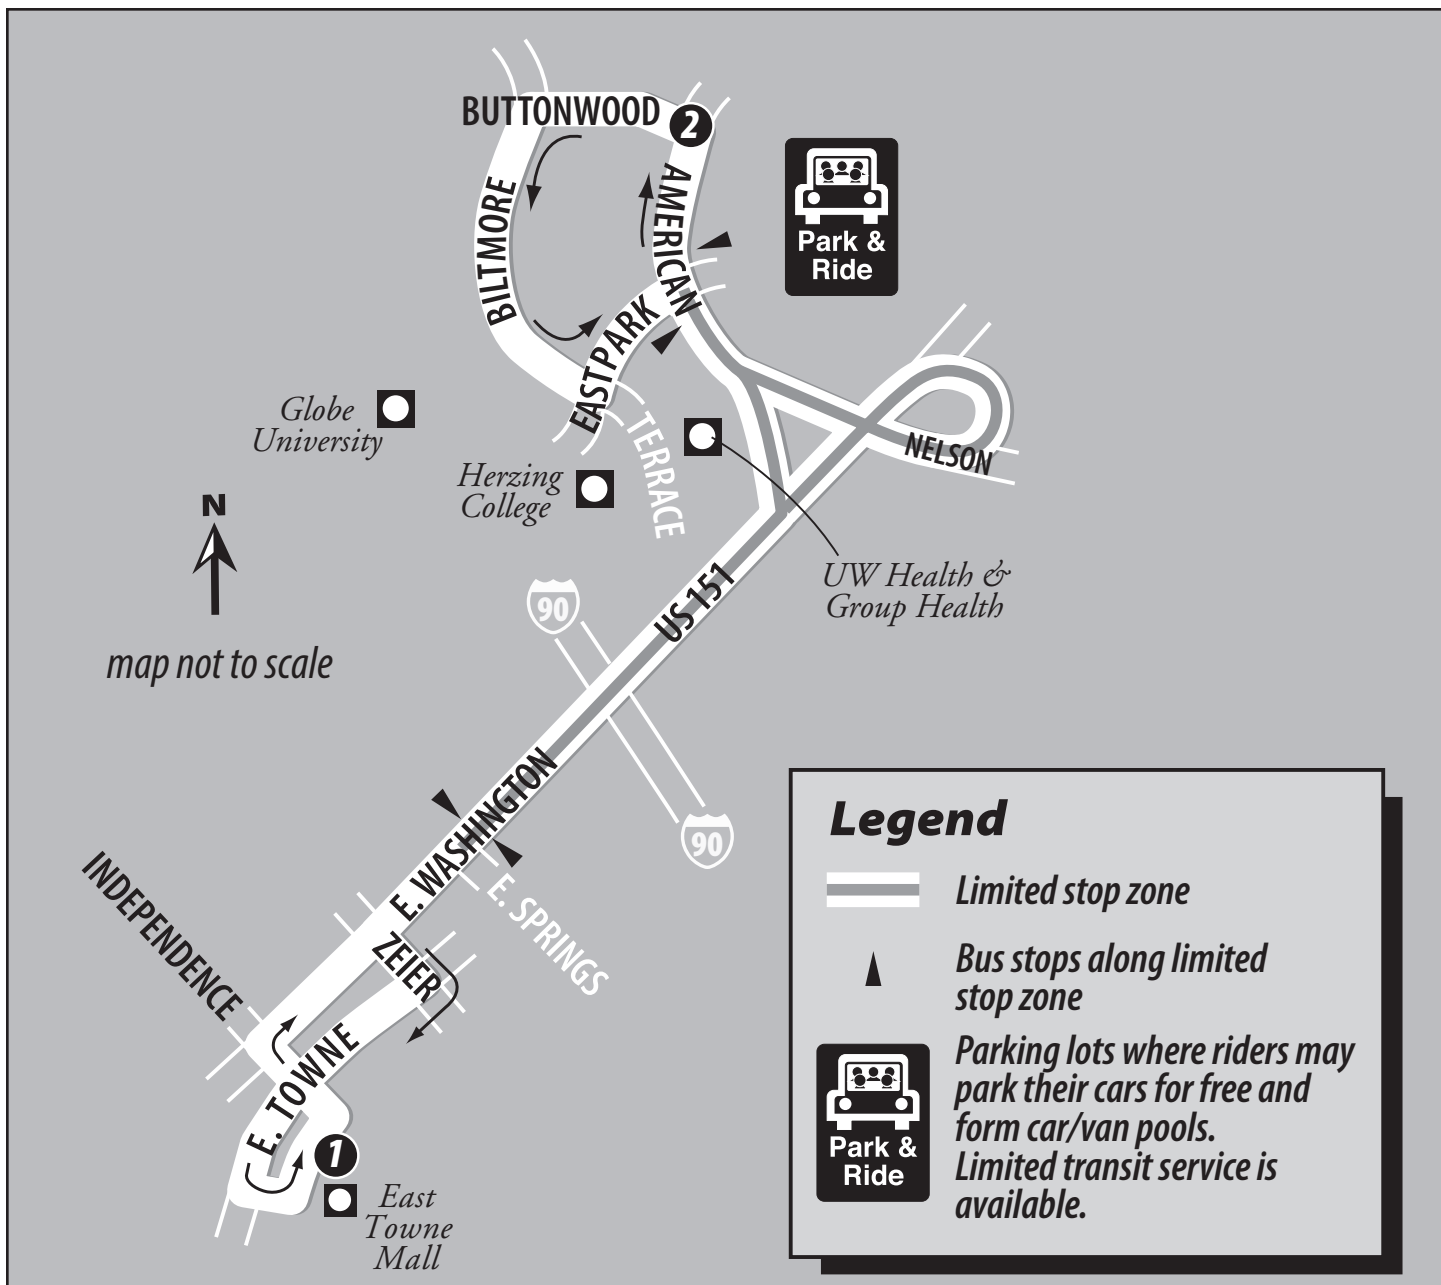 BUTTONWOOD
2
AMERICAN
BILTMORE
Park &
Ride
EASTPARK
TERRACE
NELSON
Globe
University
Herzing
College
N
map not to scale
UW Health &
Group Health
US 151
90
90
E. WASHINGTON
E. SPRINGS
INDEPENDENCE
ZEIER
E. TOWNE
1
East
Towne
Mall
Legend
Limited stop zone
Bus stops along limited
stop zone
Park &
Ride
Parking lots where riders may
park their cars for free and
form car/van pools.
Limited transit service is
available.